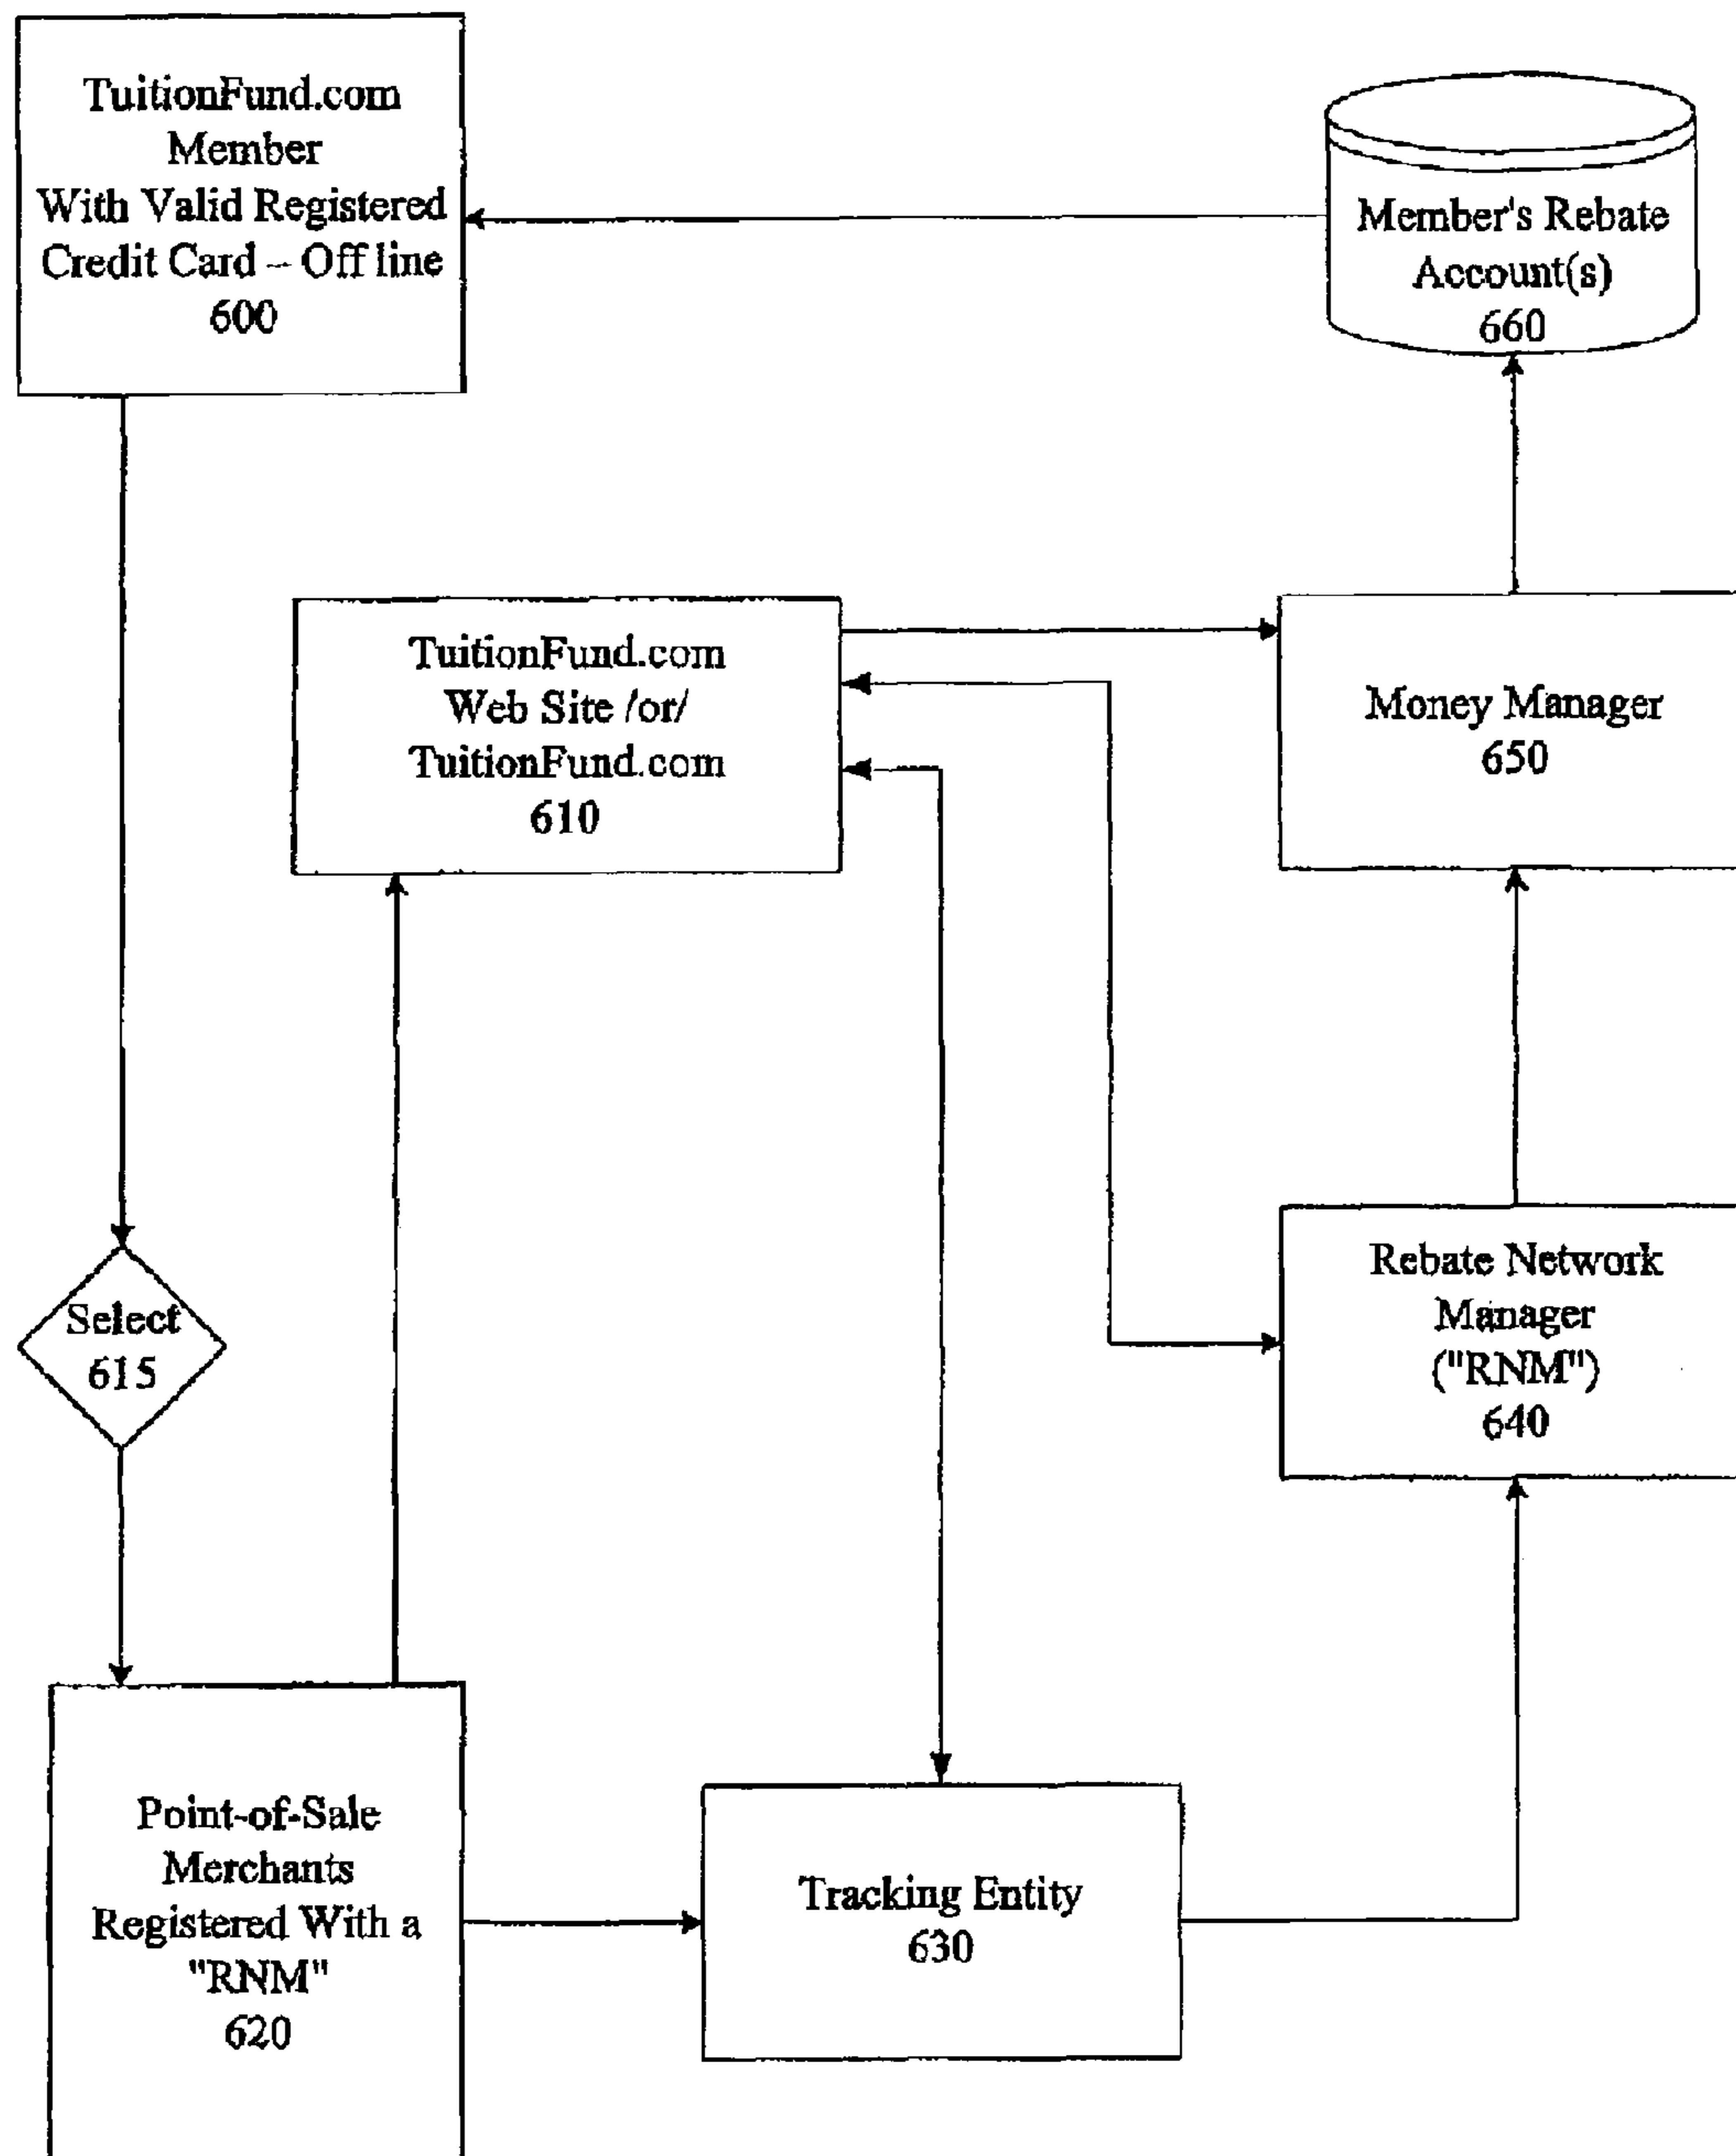 TuitionFund.com
Member
With Valid Registered
Credit Card – Off line
600
Member's Rebate
Account(s)
660
TuitionFund.com
Web Site /or/
TuitionFund.com
610
Money Manager
650
Select
615
Rebate Network
Manager
("RNM")
640
Point-of-Sale
Merchants
Registered With a
"RNM"
620
Tracking Entity
630